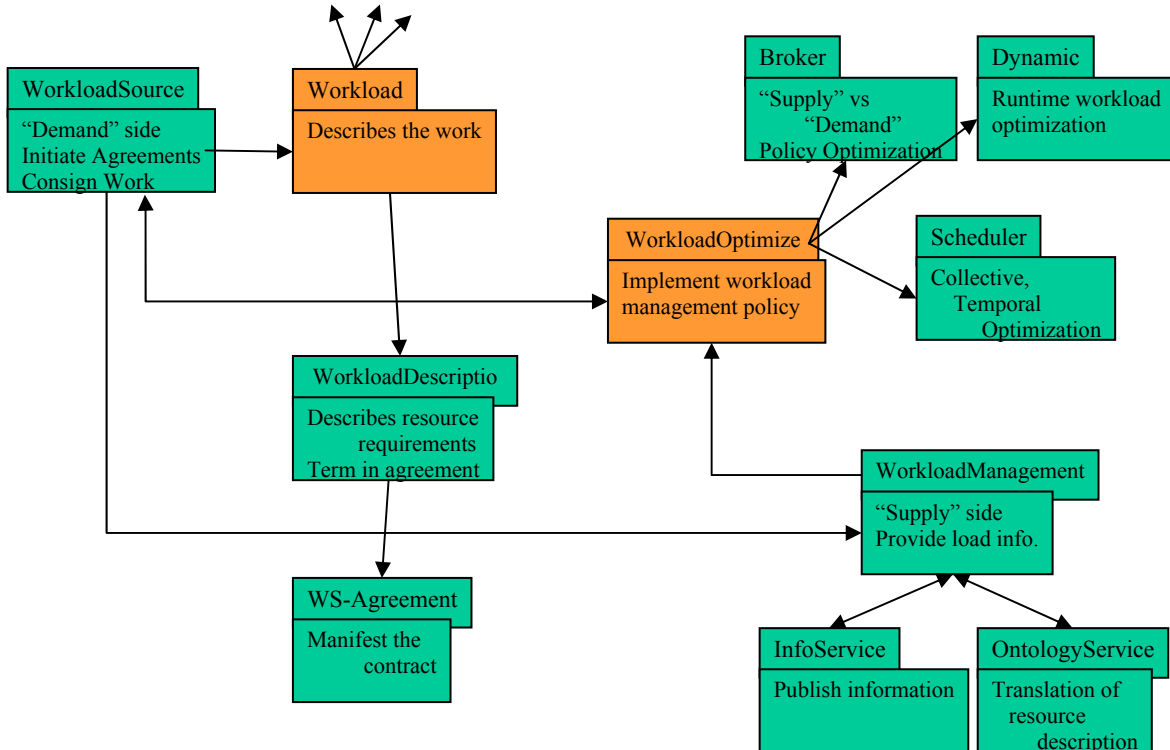 WorkloadSource
“Demand” side
Initiate Agreements
Consign Work
Workload
Describes the work
Broker
“Supply” vs
“Demand”
Policy Optimization
Dynamic
Runtime workload
optimization
WorkloadOptimize
Implement workload
management policy
Scheduler
Collective,
Temporal
Optimization
WorkloadDescriptio
Describes resource
requirements
Term in agreement
WorkloadManagement
“Supply” side
Provide load info.
WS-Agreement
Manifest the
contract
InfoService
Publish information
OntologyService
Translation of
resource
description